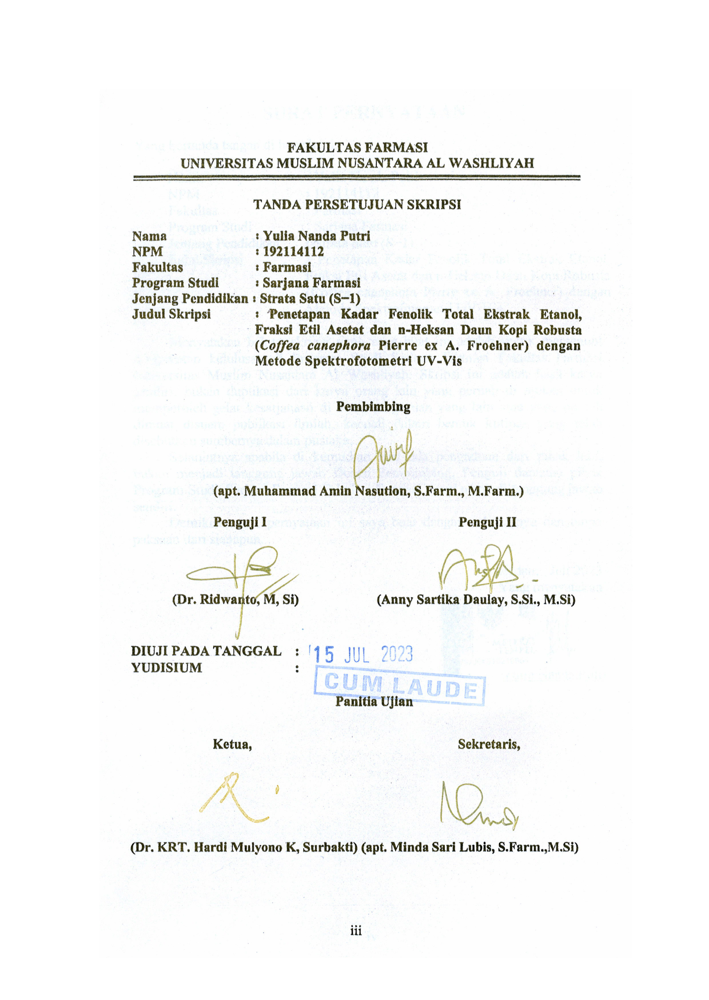 FAKULTAS FARMASI
UNIVERSITAS MUSLIM NUSANTARA AL WASHLIYAH
TANDA PERSETUJUAN SKRIPSI
Nama : Yulia Nanda Putri
NPM : 192114112
Fakultas : Farmasi
Program Studi : Sarjana Farmasi
Jenjang Pendidikan : Strata Satu (S–1)
Judul Skripsi : Penetapan Kadar Fenolik Total Ekstrak Etanol,
Fraksi Etil Asetat dan n-Heksan Daun Kopi Robusta
(Coffea canephora Pierre ex A. Froehner) dengan
Metode Spektrofotometri UV-Vis
Pembimbing
(apt. Muhammad Amin Nasution, S.Farm., M.Farm.)
Penguji I Penguji II
(Dr. Ridwanto, M, Si) (Anny Sartika Daulay, S.Si., M.Si)
DIUJI PADA TANGGAL : 15 JUL 2023
YUDISIUM :
CUM LAUDE
Panitia Ujian
Ketua, Sekretaris,
(Dr. KRT. Hardi Mulyono K, Surbakti) (apt. Minda Sari Lubis, S.Farm.,M.Si)
iii